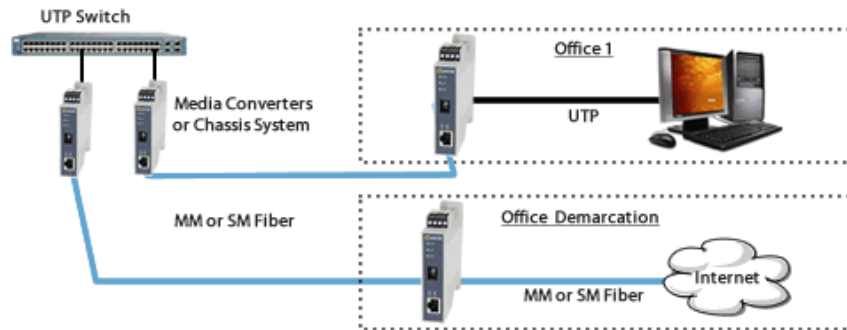 UTP Switch
Office 1
Media Converters
or Chassis System
UTP
MM or SM Fiber
Office Demarcation
Internet
MM or SM Fiber